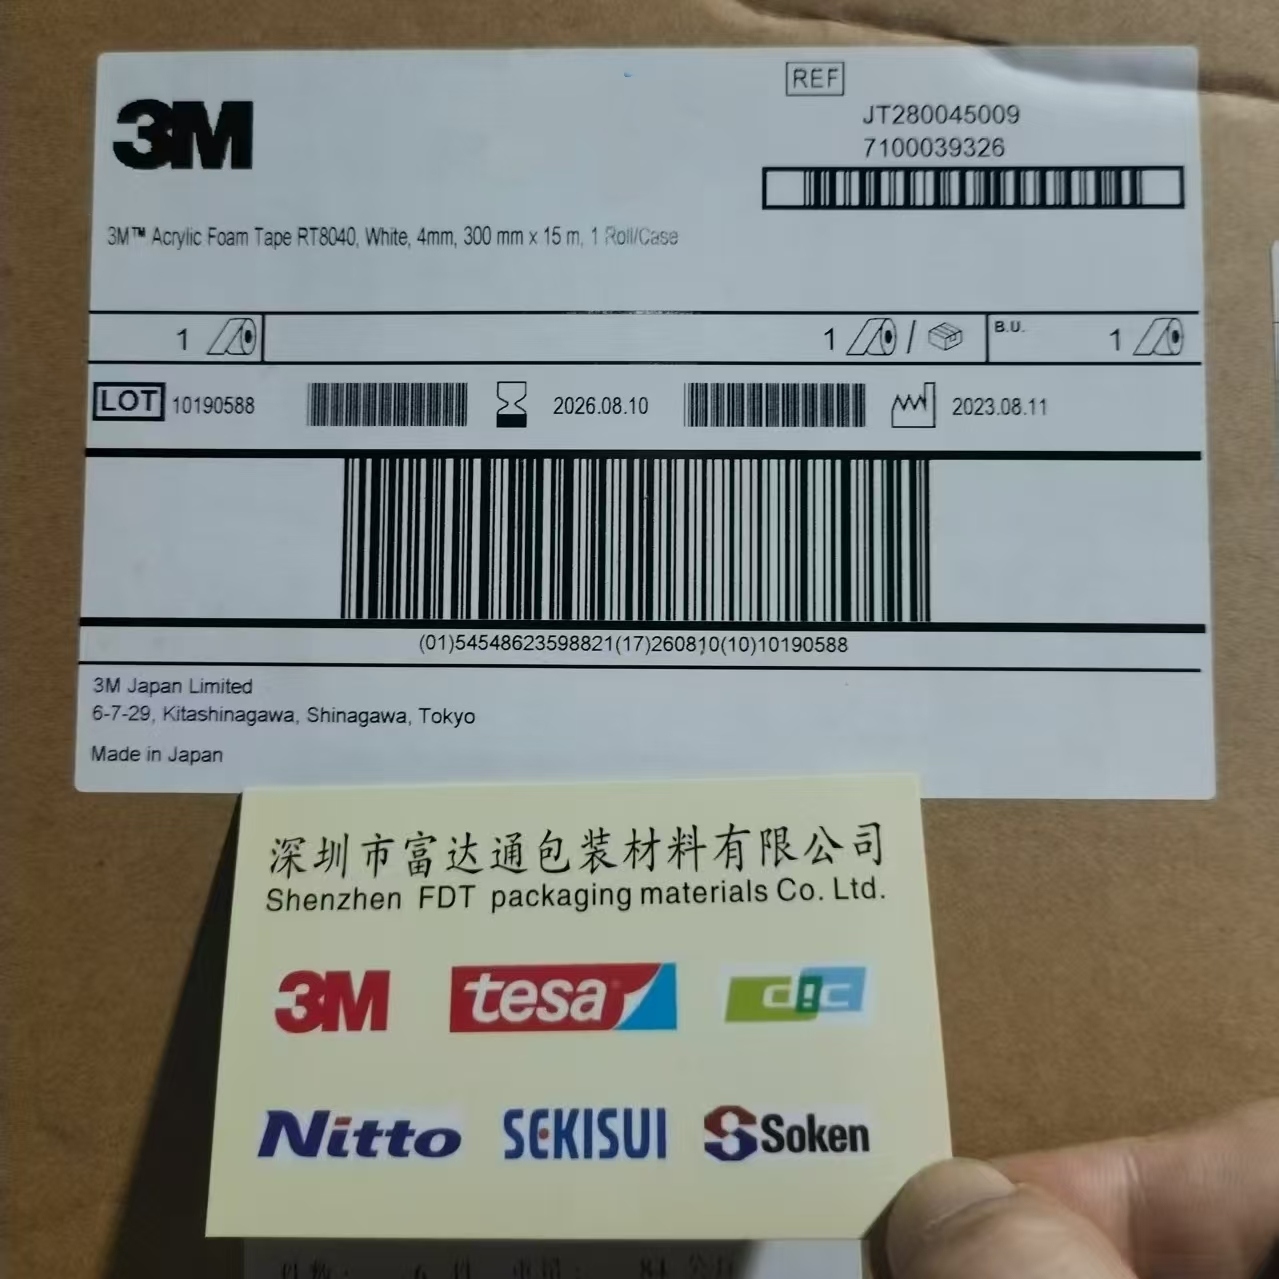 3M
REF
JT280045009
7100039326
3M™ Acrylic Foam Tape RT8040, White, 4mm, 300 mm x 15 m, 1 Roll/Case
1
1 /
B.U. 1
LOT 10190588
2026.08.10
2023.08.11
(01)54548623598821(17)260810(10)10190588
3M Japan Limited
6-7-29, Kitashinagawa, Shinagawa, Tokyo
Made in Japan
深圳市富达通包装材料有限公司
Shenzhen FDT packaging materials Co. Ltd.
3M tesa dic
Nitto SEKISUI Soken